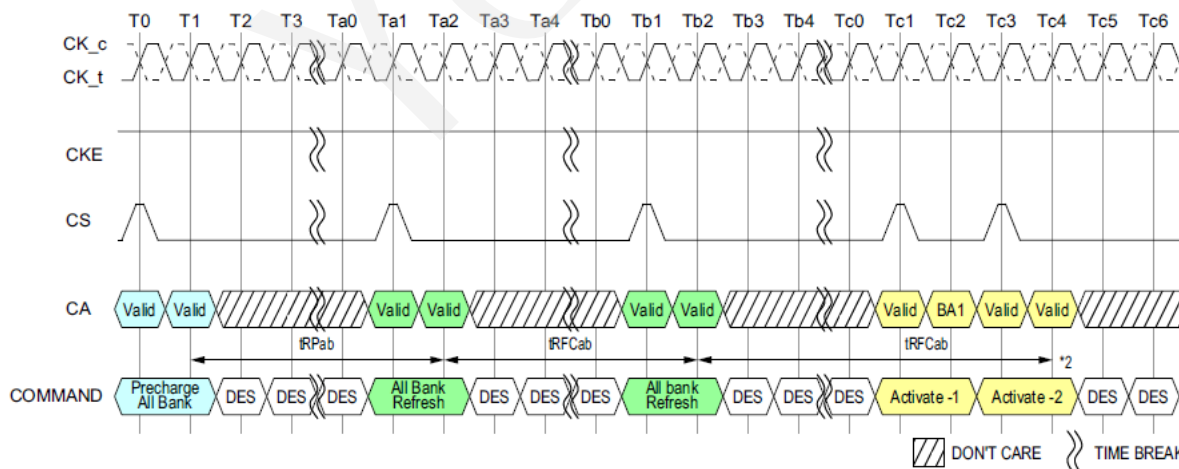 T0 T1 T2 T3 Ta0 Ta1 Ta2 Ta3 Ta4 Tb0 Tb1 Tb2 Tb3 Tb4 Tc0 Tc1 Tc2 Tc3 Tc4 Tc5 Tc6
CK_c
CK_t
CKE
CS
CA Valid Valid Valid Valid Valid Valid Valid BA1 Valid Valid
tRPab tRFCab tRFCab *2
COMMAND Precharge All Bank DES DES DES All Bank Refresh DES DES DES All bank Refresh DES DES DES Activate -1 Activate -2 DES DES
DON'T CARE TIME BREAK